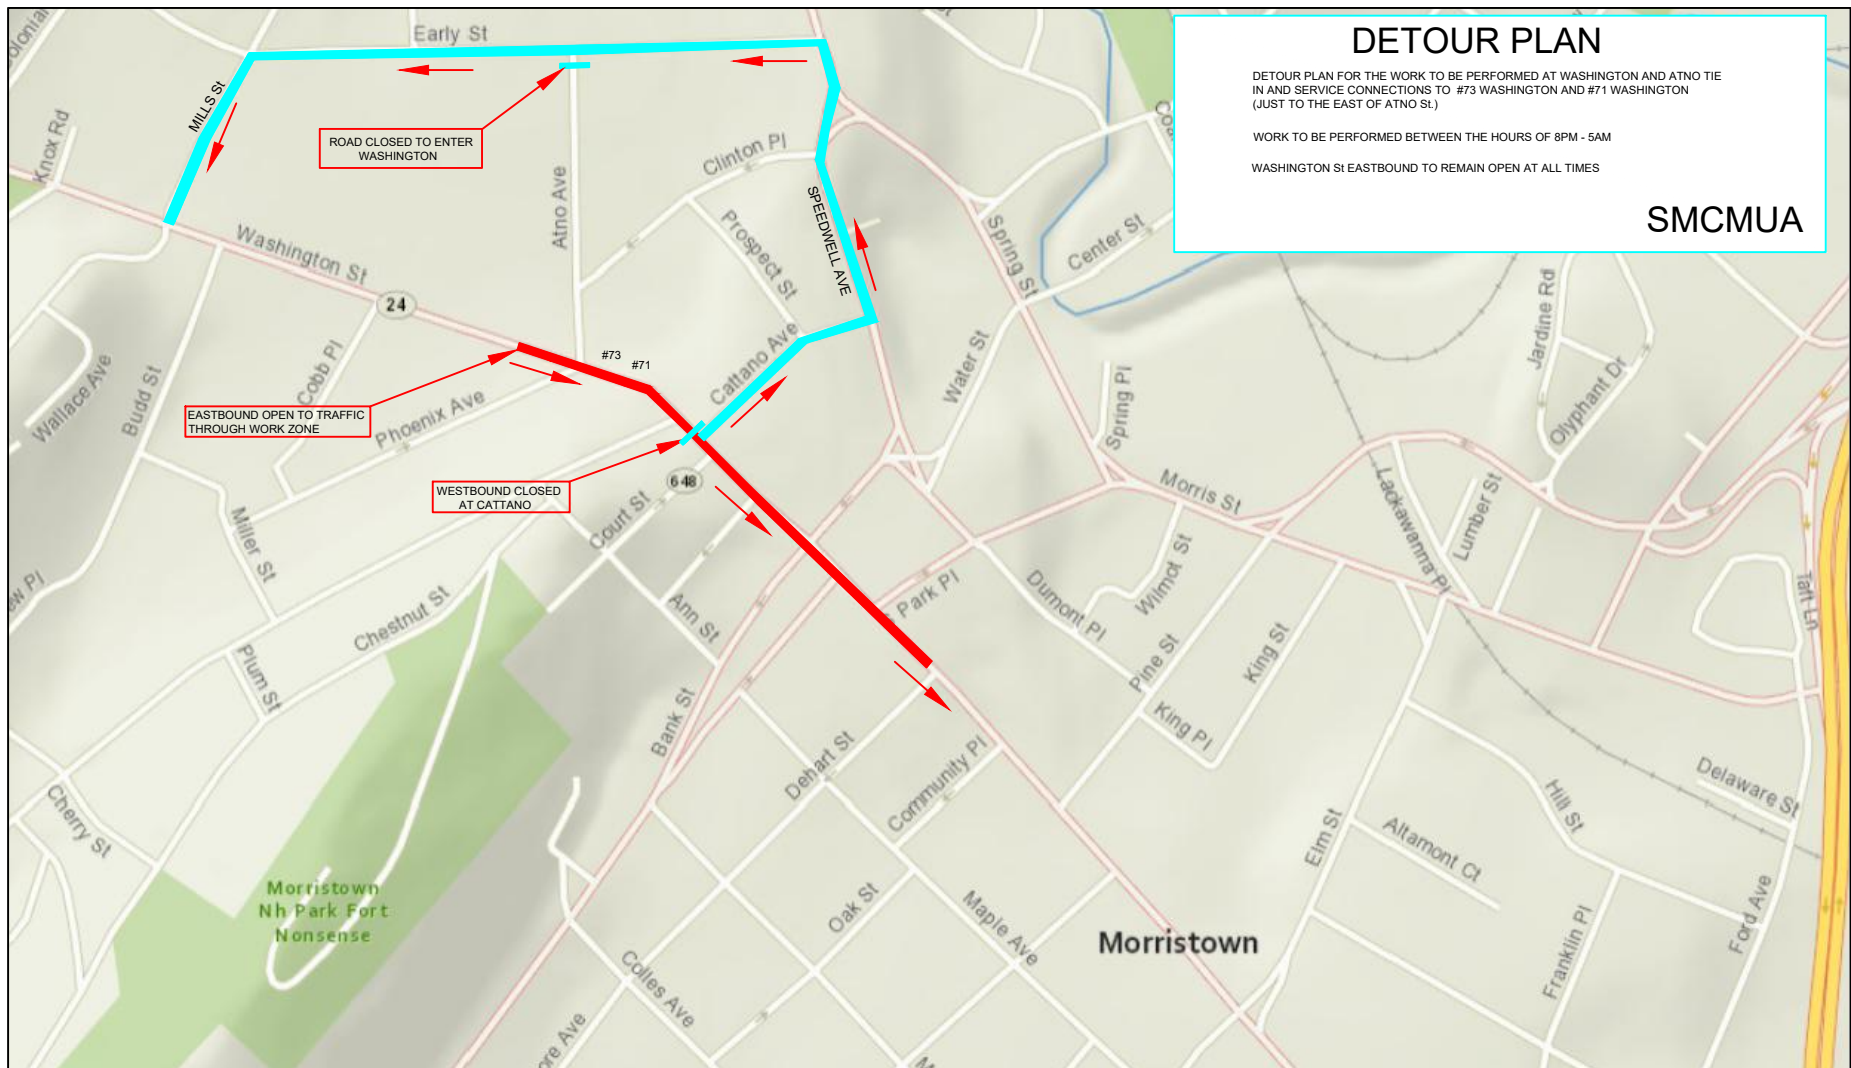 DETOUR PLAN
DETOUR PLAN FOR THE WORK TO BE PERFORMED AT WASHINGTON AND ATNO TIE
IN AND SERVICE CONNECTIONS TO #73 WASHINGTON AND #71 WASHINGTON
(JUST TO THE EAST OF ATNO St.)
WORK TO BE PERFORMED BETWEEN THE HOURS OF 8PM - 5AM
WASHINGTON St EASTBOUND TO REMAIN OPEN AT ALL TIMES
SMCMUA
Early St
MILLS St
ROAD CLOSED TO ENTER
WASHINGTON
Knox Rd
Clinton Pl
Atno Ave
Prospect St
SPEEDWELL AVE
Spring St
Center St
Washington St
24
Jardine Rd
Olyphant Dr
#73
#71
Cattano Ave
Water St
Spring Pl
Cobb Pl
Wallace Ave
Budd St
EASTBOUND OPEN TO TRAFFIC
THROUGH WORK ZONE
Phoenix Ave
WESTBOUND CLOSED
AT CATTANO
648
Court St
Morris St
Lackawanna Pl
Lumber St
Miller St
Chestnut St
Ann St
Park Pl
Dumont Pl
Wilmot St
Taft Ln
Plum St
Pine St
King St
King Pl
Bank St
Dehart St
Community Pl
Delaware St
Hill St
Cherry St
Elm St
Altamont Ct
Morristown
Nh Park Fort
Nonsense
Oak St
Maple Ave
Morristown
Franklin Pl
Ford Ave
Colles Ave